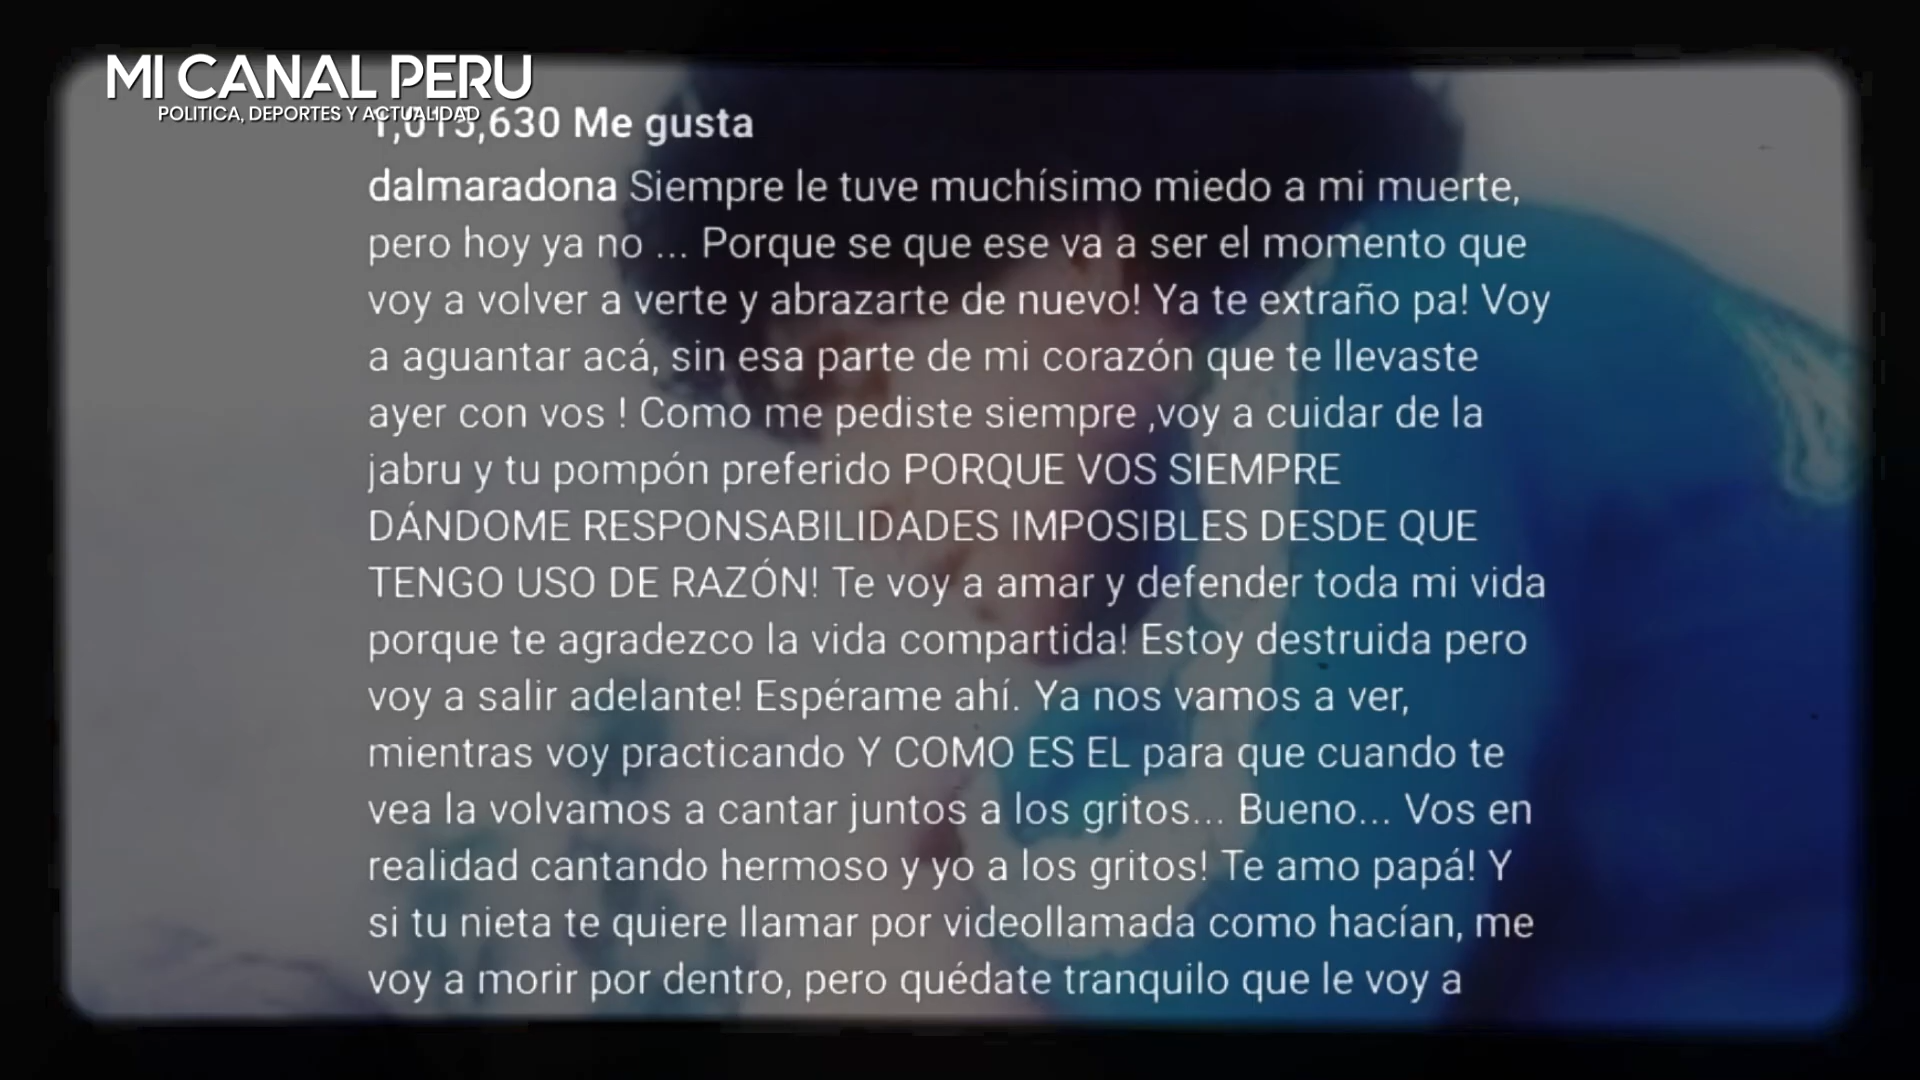 MI CANAL PERU
POLITICA, DEPORTES Y ACTUALIDAD
1,015,630 Me gusta
dalmaradona Siempre le tuve muchísimo miedo a mi muerte,
pero hoy ya no ... Porque se que ese va a ser el momento que
voy a volver a verte y abrazarte de nuevo! Ya te extraño pa! Voy
a aguantar acá, sin esa parte de mi corazón que te llevaste
ayer con vos ! Como me pediste siempre ,voy a cuidar de la
jabru y tu pompón preferido PORQUE VOS SIEMPRE
DÁNDOME RESPONSABILIDADES IMPOSIBLES DESDE QUE
TENGO USO DE RAZÓN! Te voy a amar y defender toda mi vida
porque te agradezco la vida compartida! Estoy destruida pero
voy a salir adelante! Espérame ahí. Ya nos vamos a ver,
mientras voy practicando Y COMO ES EL para que cuando te
vea la volvamos a cantar juntos a los gritos... Bueno... Vos en
realidad cantando hermoso y yo a los gritos! Te amo papá! Y
si tu nieta te quiere llamar por videollamada como hacían, me
voy a morir por dentro, pero quédate tranquilo que le voy a